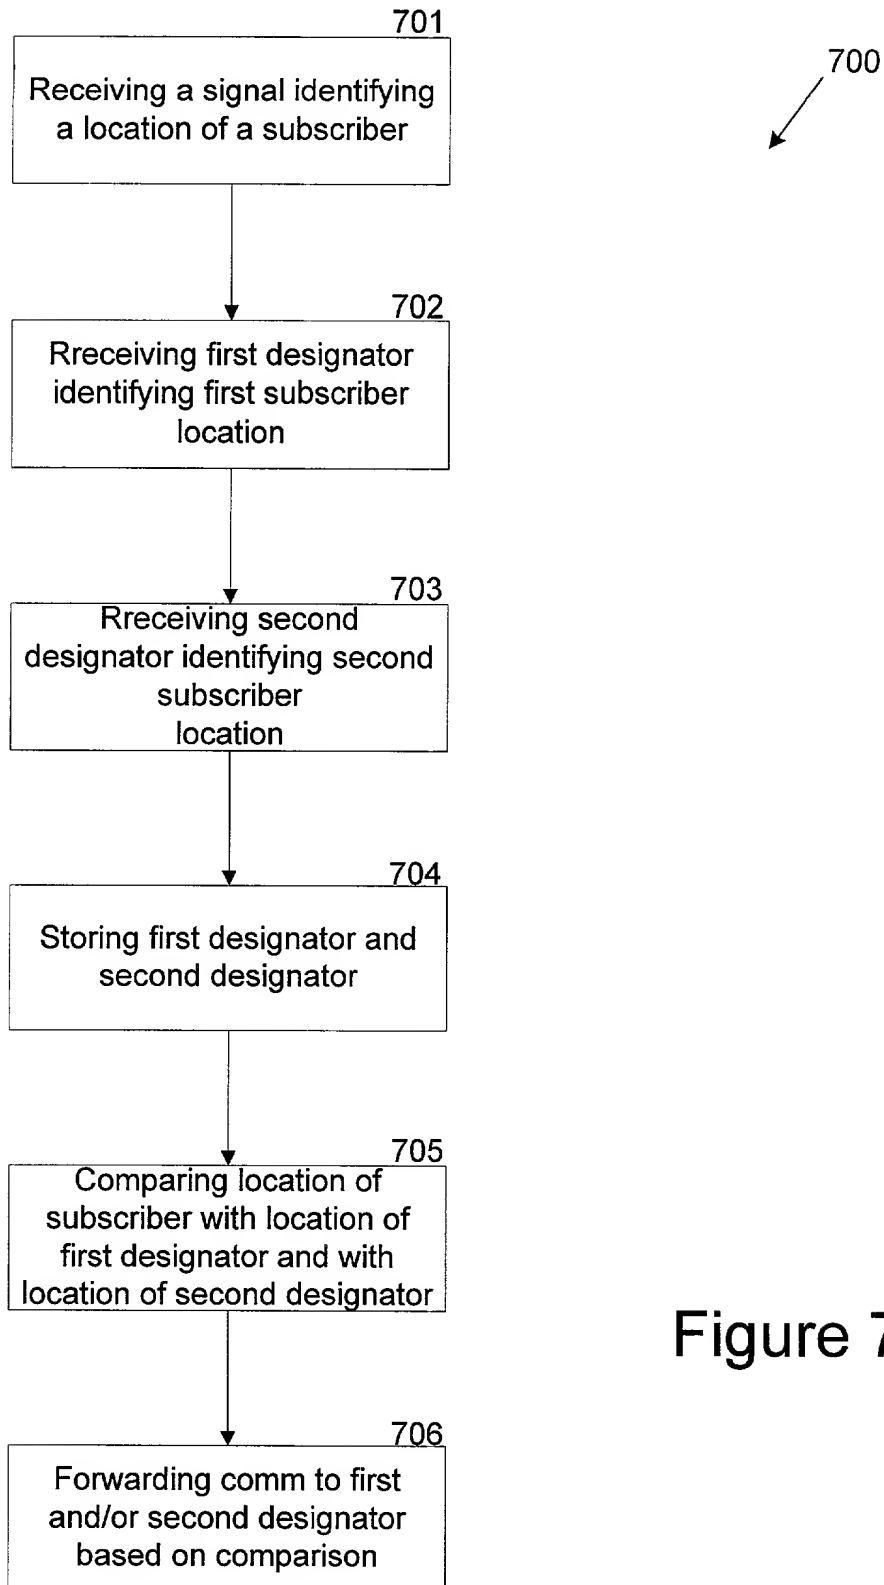 701
700
Receiving a signal identifying
a location of a subscriber
702
Rreceiving first designator
identifying first subscriber
location
703
Rreceiving second
designator identifying second
subscriber
location
704
Storing first designator and
second designator
705
Comparing location of
subscriber with location of
first designator and with
location of second designator
Figure 7
706
Forwarding comm to first
and/or second designator
based on comparison